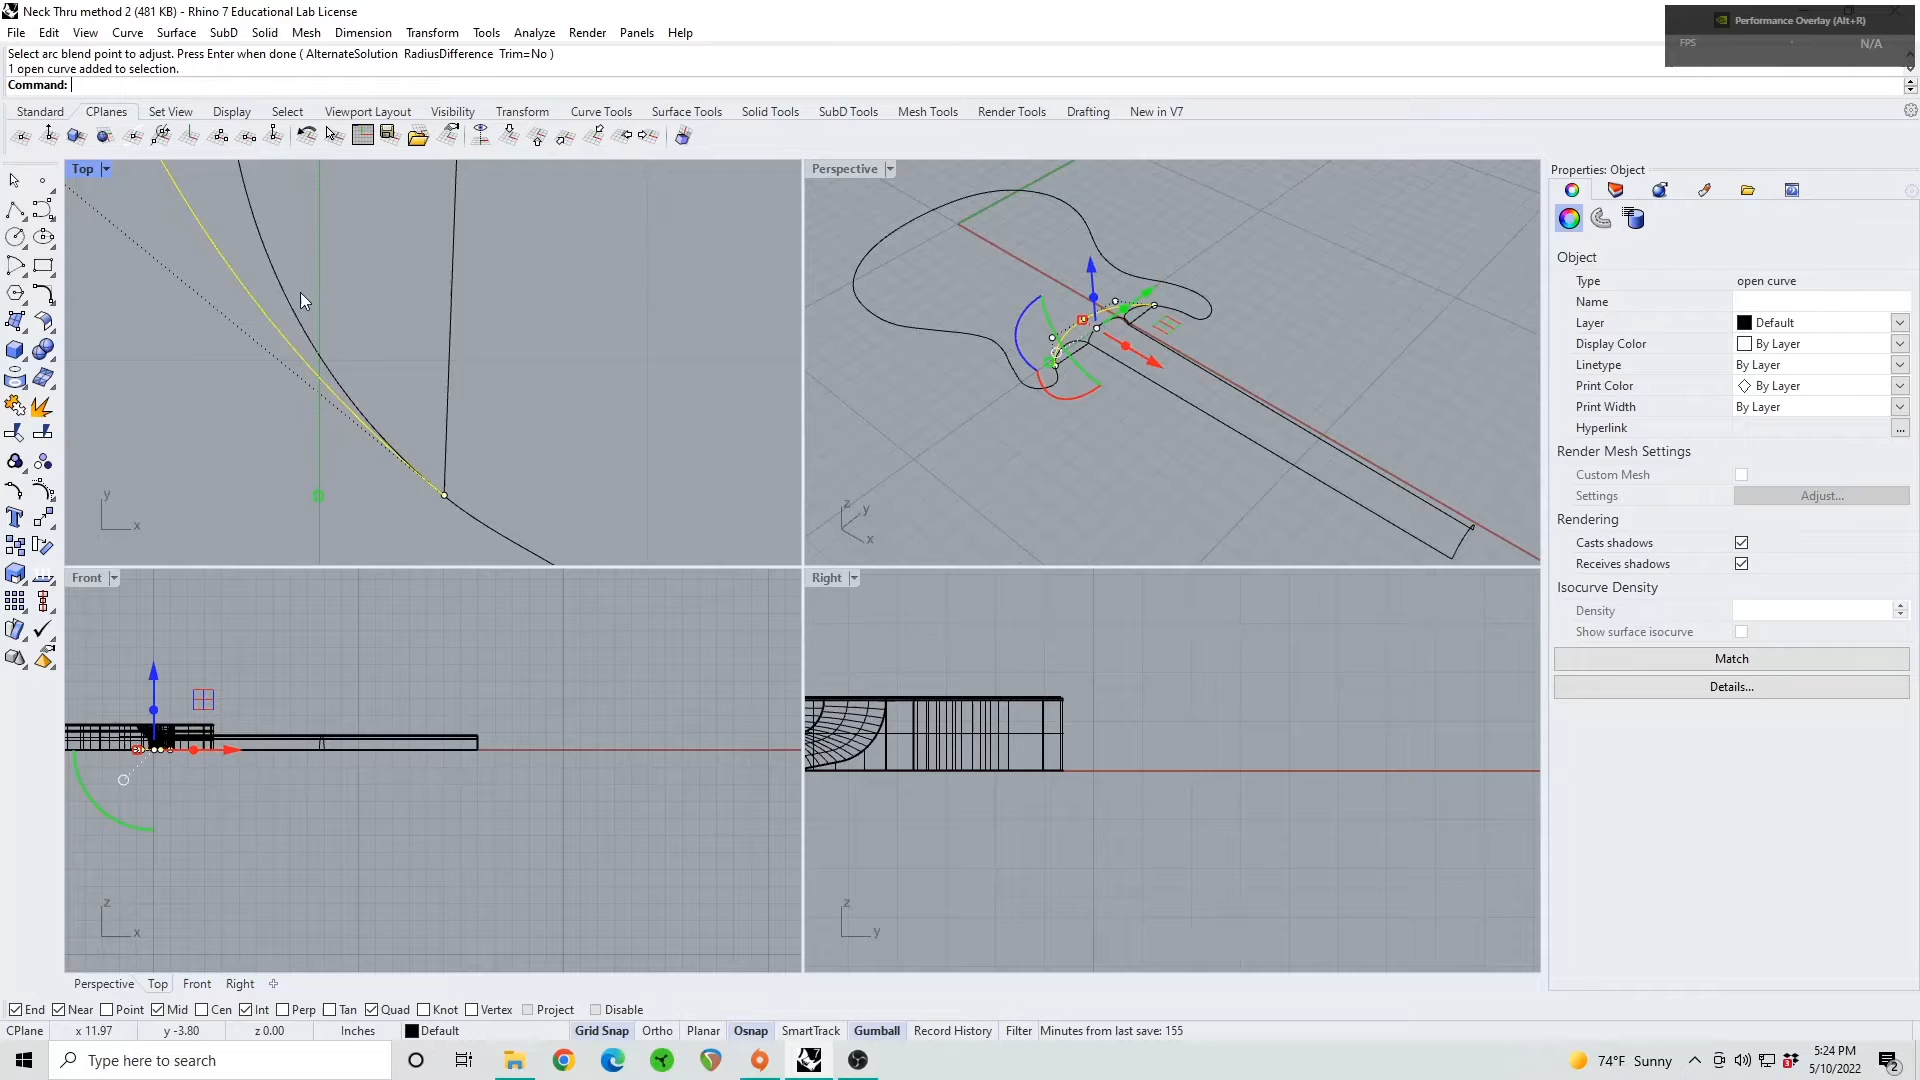 Neck Thru method 2 (481 KB) - Rhino 7 Educational Lab License
Performance Overlay (Alt+R)
FPS - N/A
File Edit View Curve Surface SubD Solid Mesh Dimension Transform Tools Analyze Render Panels Help
Select arc blend point to adjust. Press Enter when done ( AlternateSolution RadiusDifference Trim=No )
1 open curve added to selection.
Command:
Standard CPlanes Set View Display Select Viewport Layout Visibility Transform Curve Tools Surface Tools Solid Tools SubD Tools Mesh Tools Render Tools Drafting New in V7
Top
Perspective
Properties: Object
Object
Type open curve
Name
Layer Default
Display Color By Layer
Linetype By Layer
Print Color By Layer
Print Width By Layer
Hyperlink ...
Render Mesh Settings
Custom Mesh
Settings Adjust...
Rendering
Casts shadows
Receives shadows
Isocurve Density
Density
Show surface isocurve
Match
Details...
y
x
z
y
x
Front
Right
z
x
z
y
Perspective Top Front Right
End Near Point Mid Cen Int Perp Tan Quad Knot Vertex Project Disable
CPlane x 11.97 y -3.80 z 0.00 Inches Default Grid Snap Ortho Planar Osnap SmartTrack Gumball Record History Filter Minutes from last save: 155
Type here to search
74°F Sunny
5:24 PM
5/10/2022
2